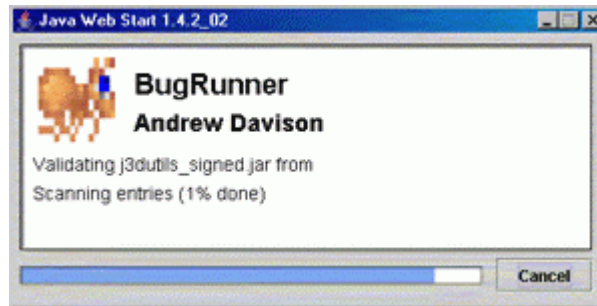 Java Web Start 1.4.2_02
BugRunner
Andrew Davison
Validating j3dutils_signed.jar from
Scanning entries (1% done)
Cancel